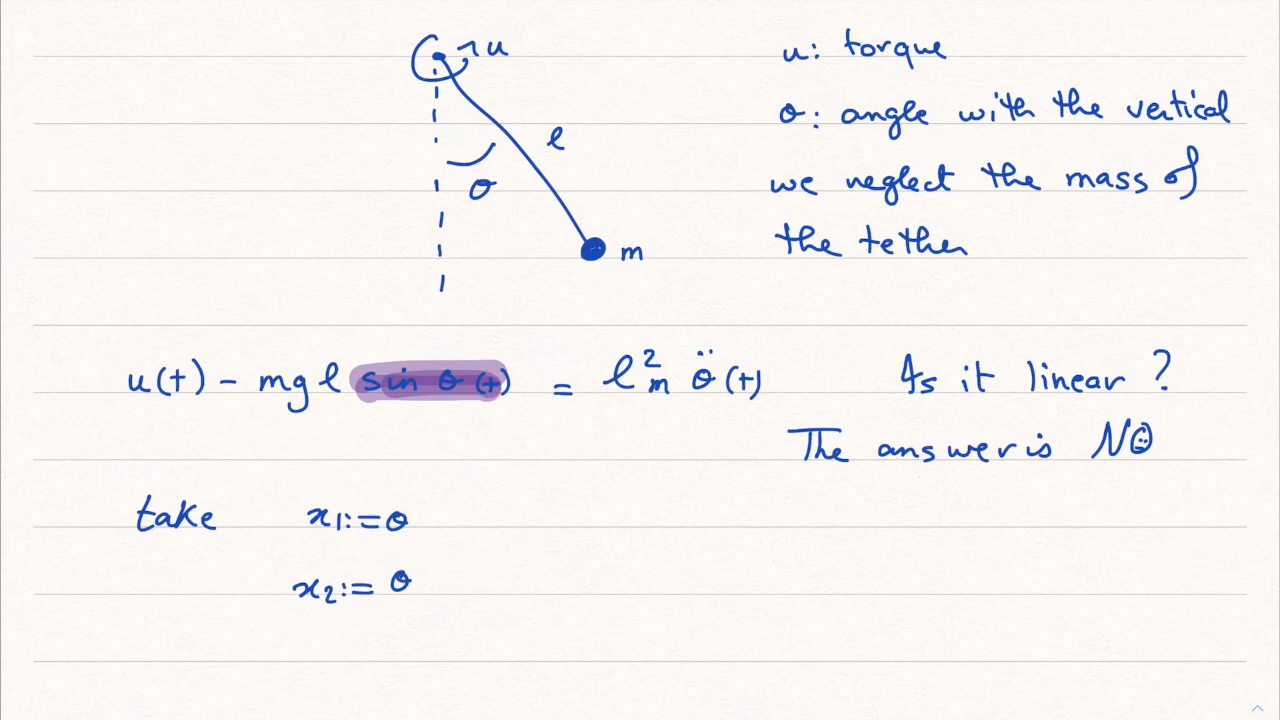 u
u: torque
θ: angle with the vertical
l
we neglect the mass of
θ
the tether
m
u(t) - mgl sin θ(t) = l²m θ̈(t)
Is it linear?
The answer is NO
take x₁:=θ
x₂:= θ